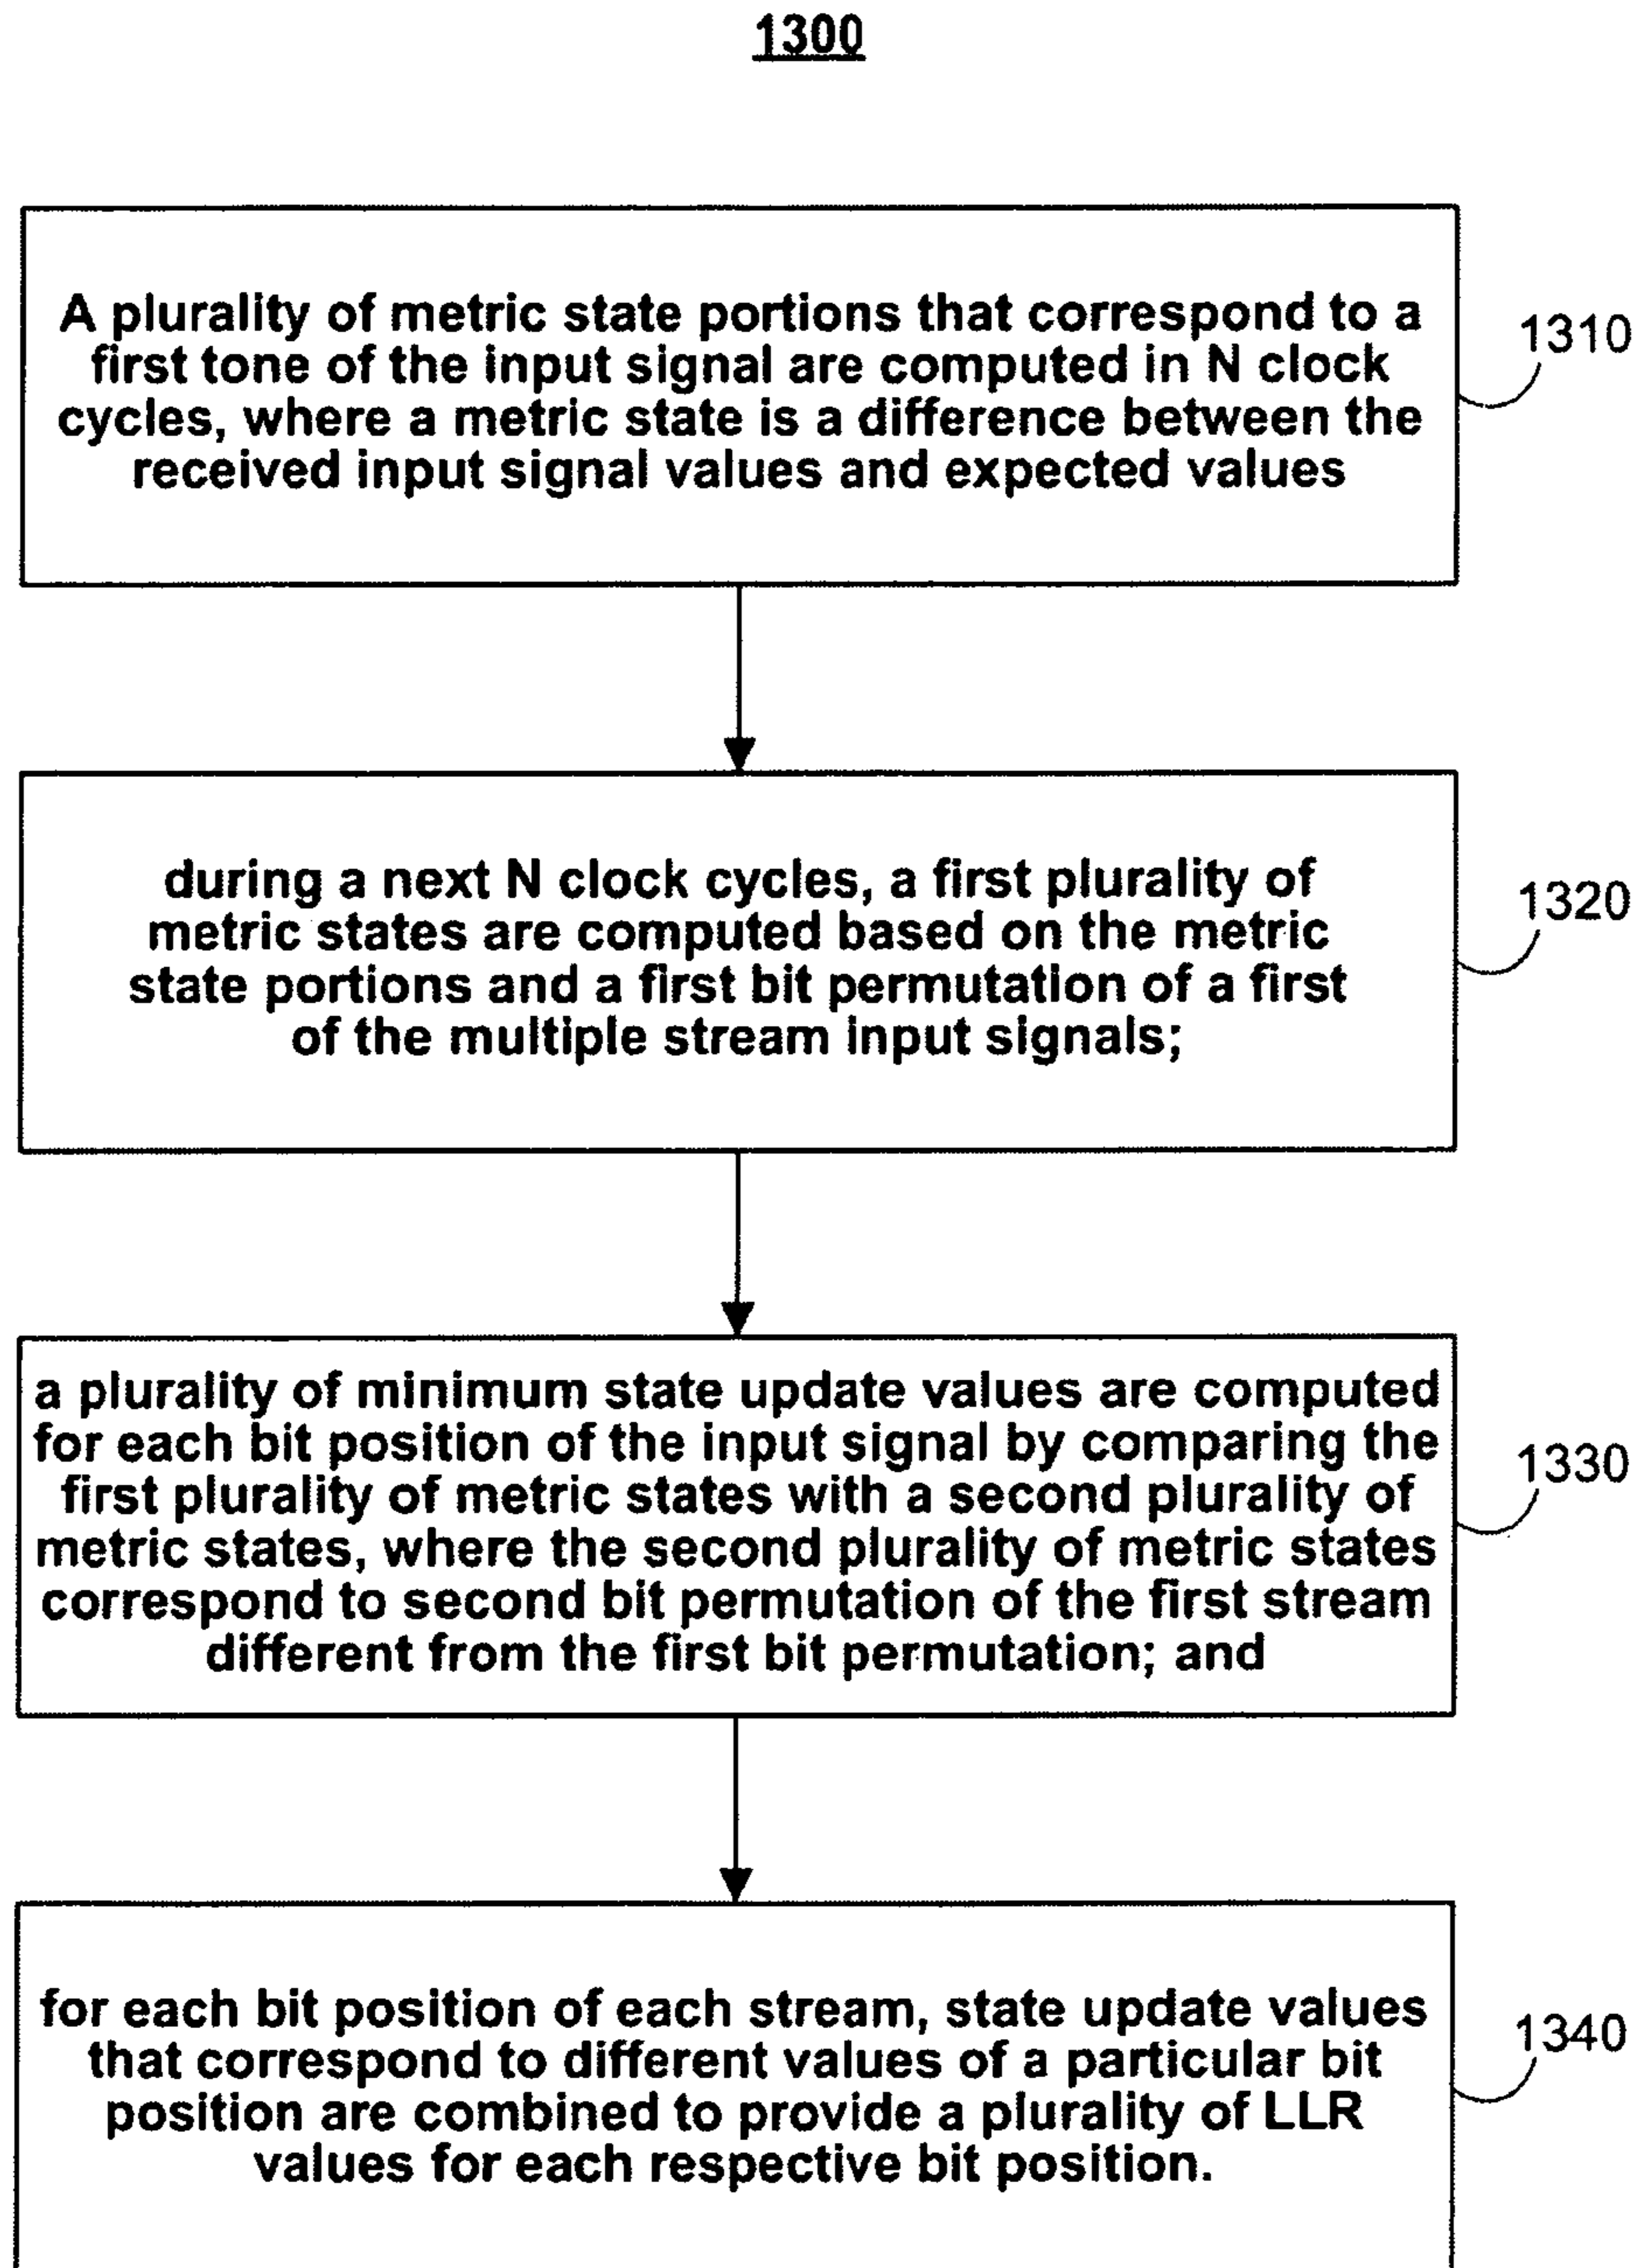 1300
A plurality of metric state portions that correspond to a
first tone of the input signal are computed in N clock
cycles, where a metric state is a difference between the
received input signal values and expected values
1310
during a next N clock cycles, a first plurality of
metric states are computed based on the metric
state portions and a first bit permutation of a first
of the multiple stream input signals;
1320
a plurality of minimum state update values are computed
for each bit position of the input signal by comparing the
first plurality of metric states with a second plurality of
metric states, where the second plurality of metric states
correspond to second bit permutation of the first stream
different from the first bit permutation; and
1330
for each bit position of each stream, state update values
that correspond to different values of a particular bit
position are combined to provide a plurality of LLR
values for each respective bit position.
1340